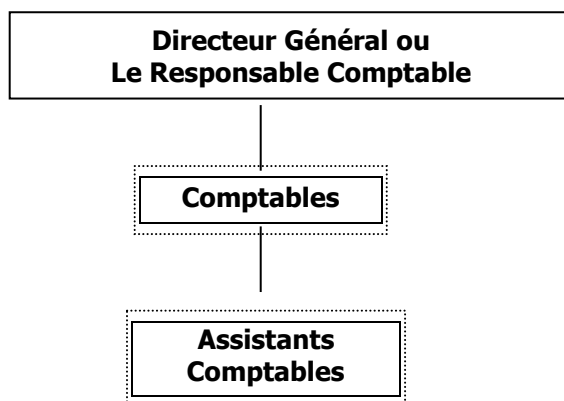 Directeur Général ou
Le Responsable Comptable
Comptables
Assistants
Comptables